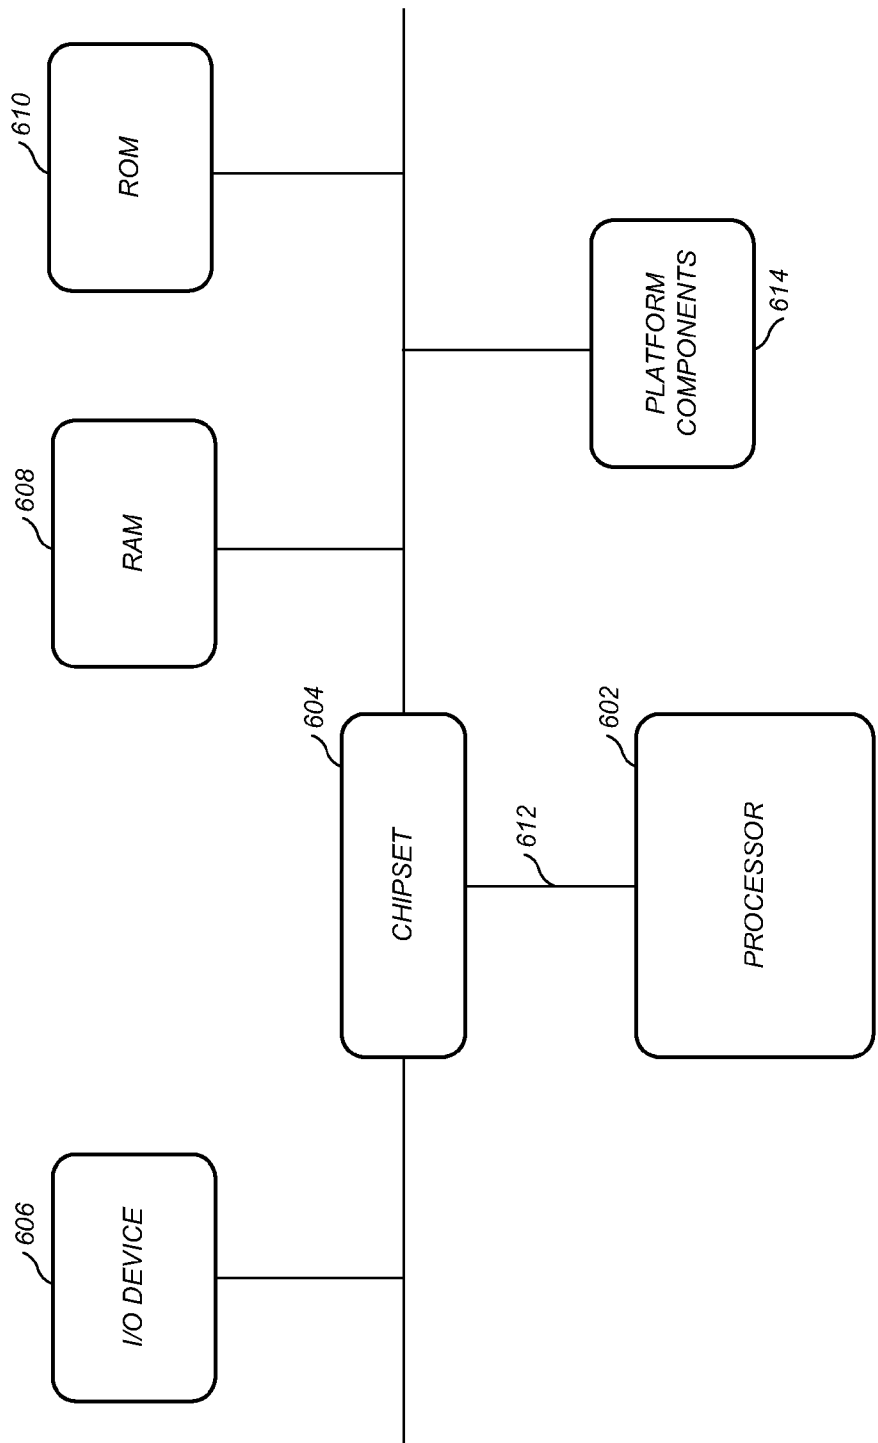 606
I/O DEVICE
608
RAM
610
ROM
604
CHIPSET
612
602
PROCESSOR
PLATFORM
COMPONENTS
614